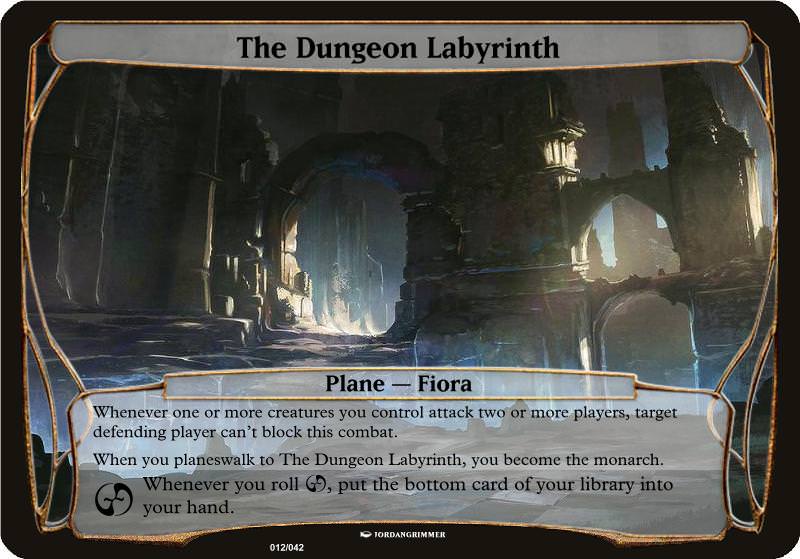 The Dungeon Labyrinth
Plane — Fiora
Whenever one or more creatures you control attack two or more players, target
defending player can't block this combat.
When you planeswalk to The Dungeon Labyrinth, you become the monarch.
Whenever you roll , put the bottom card of your library into
your hand.
012/042
JORDANGRIMMER